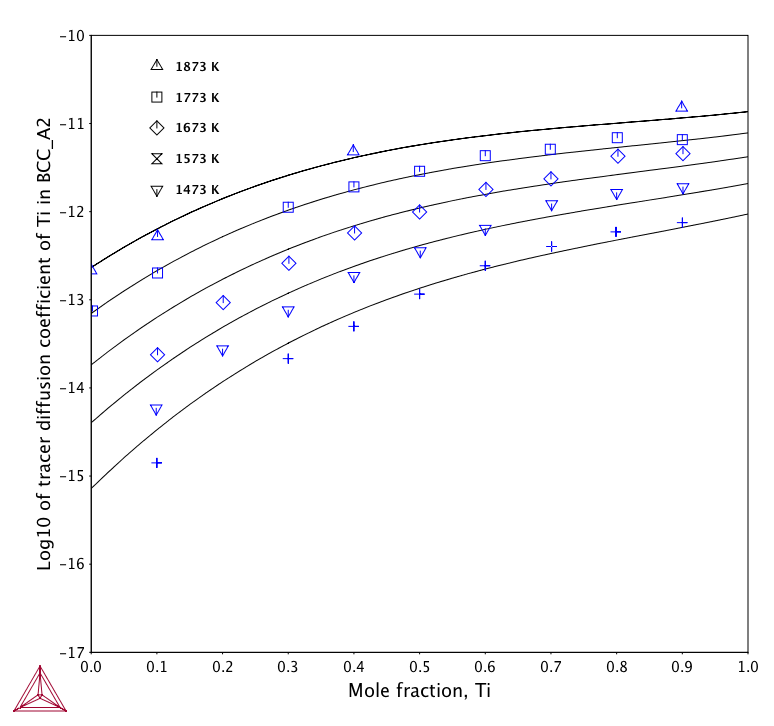 Log10 of tracer diffusion coefficient of Ti in BCC_A2
-10
-11
-12
-13
-14
-15
-16
-17
1873 K
1773 K
1673 K
1573 K
1473 K
0.0 0.1 0.2 0.3 0.4 0.5 0.6 0.7 0.8 0.9 1.0
Mole fraction, Ti